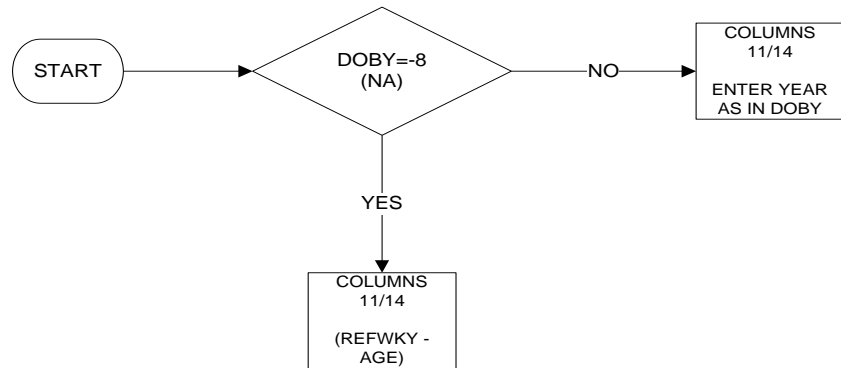 START
DOBY=-8
(NA)
NO
COLUMNS
11/14
ENTER YEAR
AS IN DOBY
YES
COLUMNS
11/14
(REFWKY -
AGE)